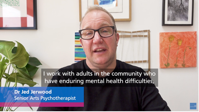 I work with adults in the community who
have enduring mental health difficulties.
Dr Jed Jerwood
Senior Arts Psychotherapist